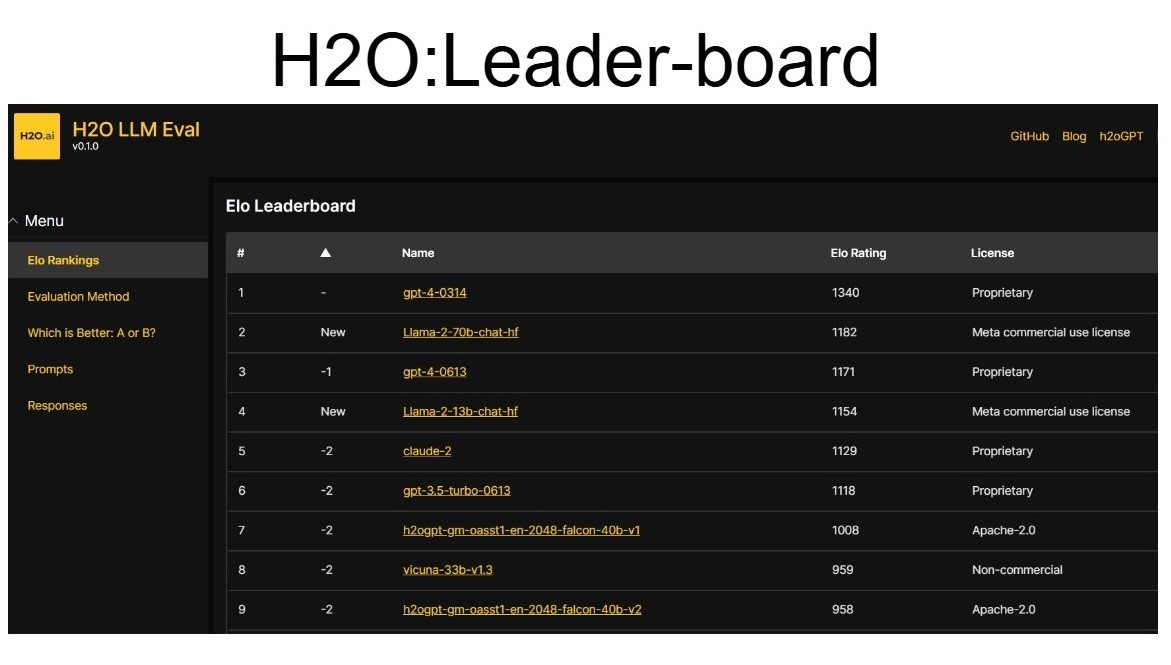 H2O:Leader-board
H2O.ai
H2O LLM Eval
v0.1.0
GitHub Blog h2oGPT
Menu
Elo Rankings
Evaluation Method
Which is Better: A or B?
Prompts
Responses
Elo Leaderboard
# ▲ Name Elo Rating License
1 - gpt-4-0314 1340 Proprietary
2 New Llama-2-70b-chat-hf 1182 Meta commercial use license
3 -1 gpt-4-0613 1171 Proprietary
4 New Llama-2-13b-chat-hf 1154 Meta commercial use license
5 -2 claude-2 1129 Proprietary
6 -2 gpt-3.5-turbo-0613 1118 Proprietary
7 -2 h2ogpt-gm-oasst1-en-2048-falcon-40b-v1 1008 Apache-2.0
8 -2 vicuna-33b-v1.3 959 Non-commercial
9 -2 h2ogpt-gm-oasst1-en-2048-falcon-40b-v2 958 Apache-2.0